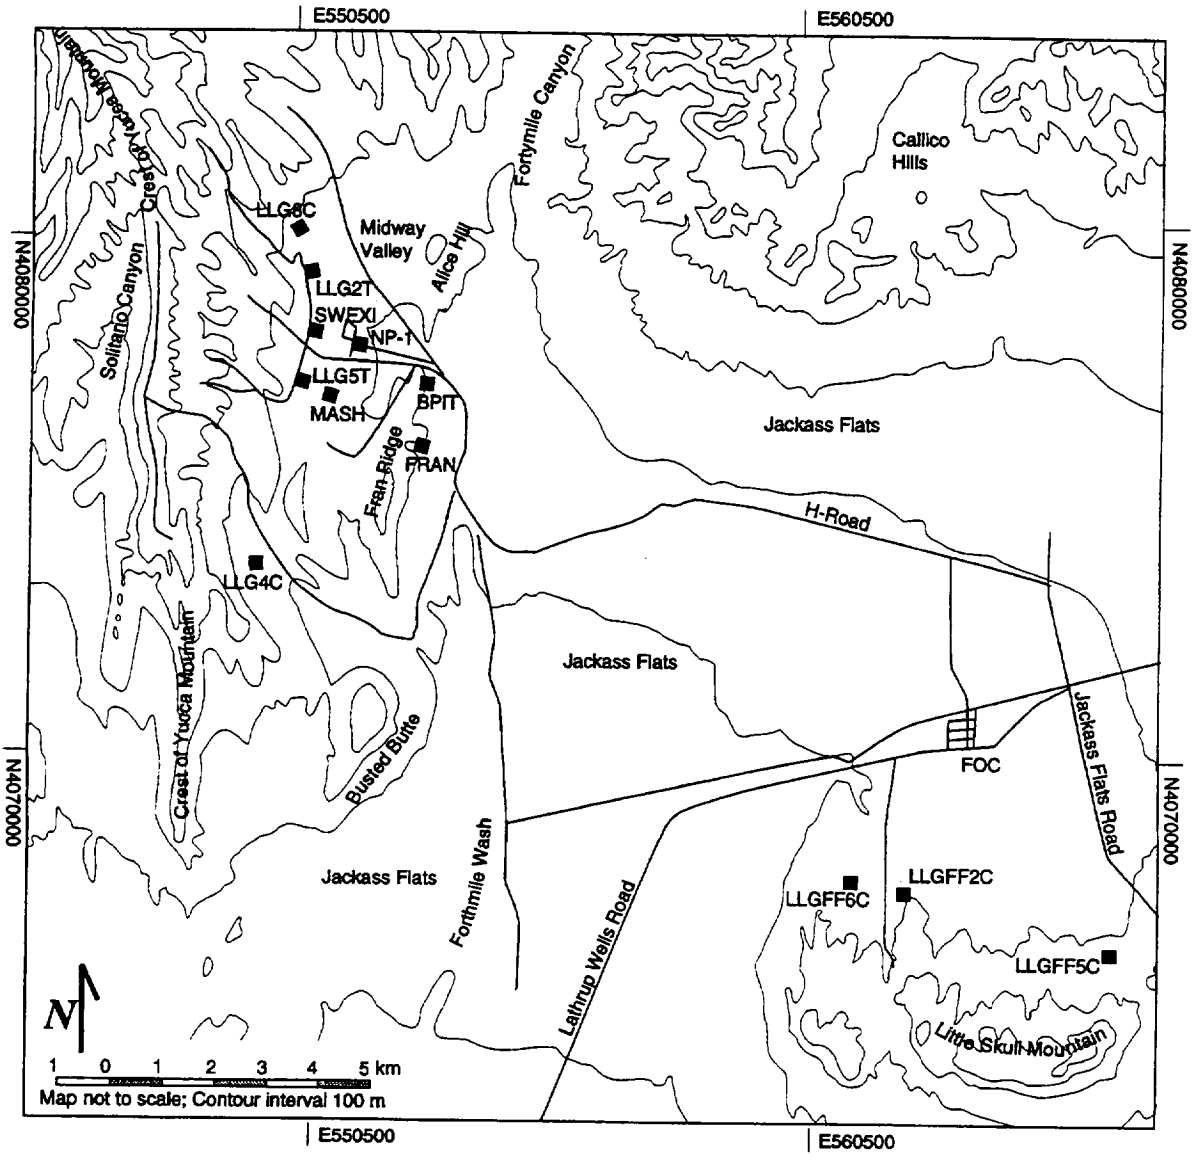 E550500
E560500
Crest of Yucca Mountain
Fortymile Canyon
Callico
Hills
LLG8C
Midway
Valley
Alice Hill
N4080000
N4080000
Solitario Canyon
LLG2T
SWEXI
NP-1
LLG5T
MASH
BPIT
Jackass Flats
Fran Ridge
FRAN
H-Road
LLG4C
Crest of Yucca Mountain
Jackass Flats
Jackass Flats Road
Busted Butte
FOC
N4070000
N4070000
Forthmile Wash
Jackass Flats
LLGFF2C
LLGFF6C
Lathrup Wells Road
LLGFF5C
N
Little Skull Mountain
1 0 1 2 3 4 5 km
Map not to scale; Contour interval 100 m
E550500
E560500